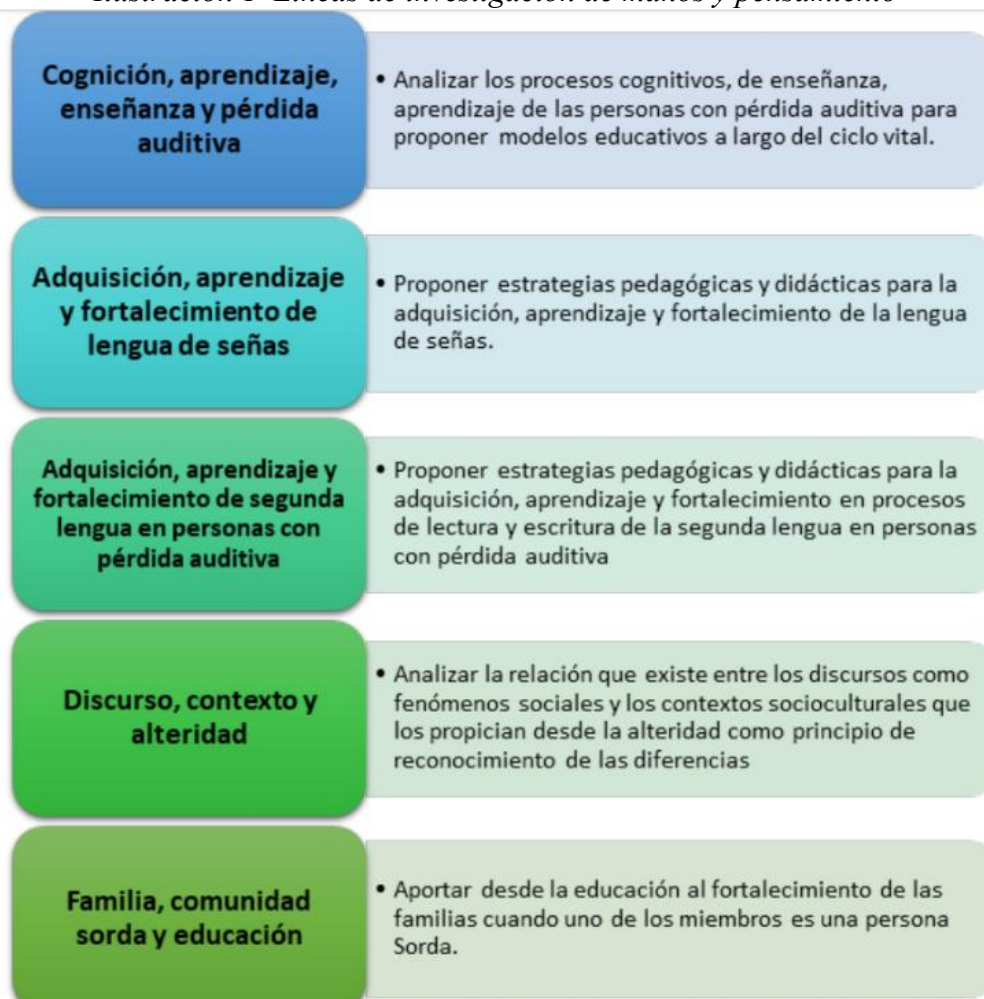 Ilustración 1 Líneas de investigación de manos y pensamiento
Cognición, aprendizaje,
enseñanza y pérdida
auditiva
• Analizar los procesos cognitivos, de enseñanza,
aprendizaje de las personas con pérdida auditiva para
proponer modelos educativos a largo del ciclo vital.
Adquisición, aprendizaje
y fortalecimiento de
lengua de señas
• Proponer estrategias pedagógicas y didácticas para la
adquisición, aprendizaje y fortalecimiento de la lengua
de señas.
Adquisición, aprendizaje y
fortalecimiento de segunda
lengua en personas con
pérdida auditiva
• Proponer estrategias pedagógicas y didácticas para la
adquisición, aprendizaje y fortalecimiento en procesos
de lectura y escritura de la segunda lengua en personas
con pérdida auditiva
Discurso, contexto y
alteridad
• Analizar la relación que existe entre los discursos como
fenómenos sociales y los contextos socioculturales que
los propician desde la alteridad como principio de
reconocimiento de las diferencias
Familia, comunidad
sorda y educación
• Aportar desde la educación al fortalecimiento de las
familias cuando uno de los miembros es una persona
Sorda.